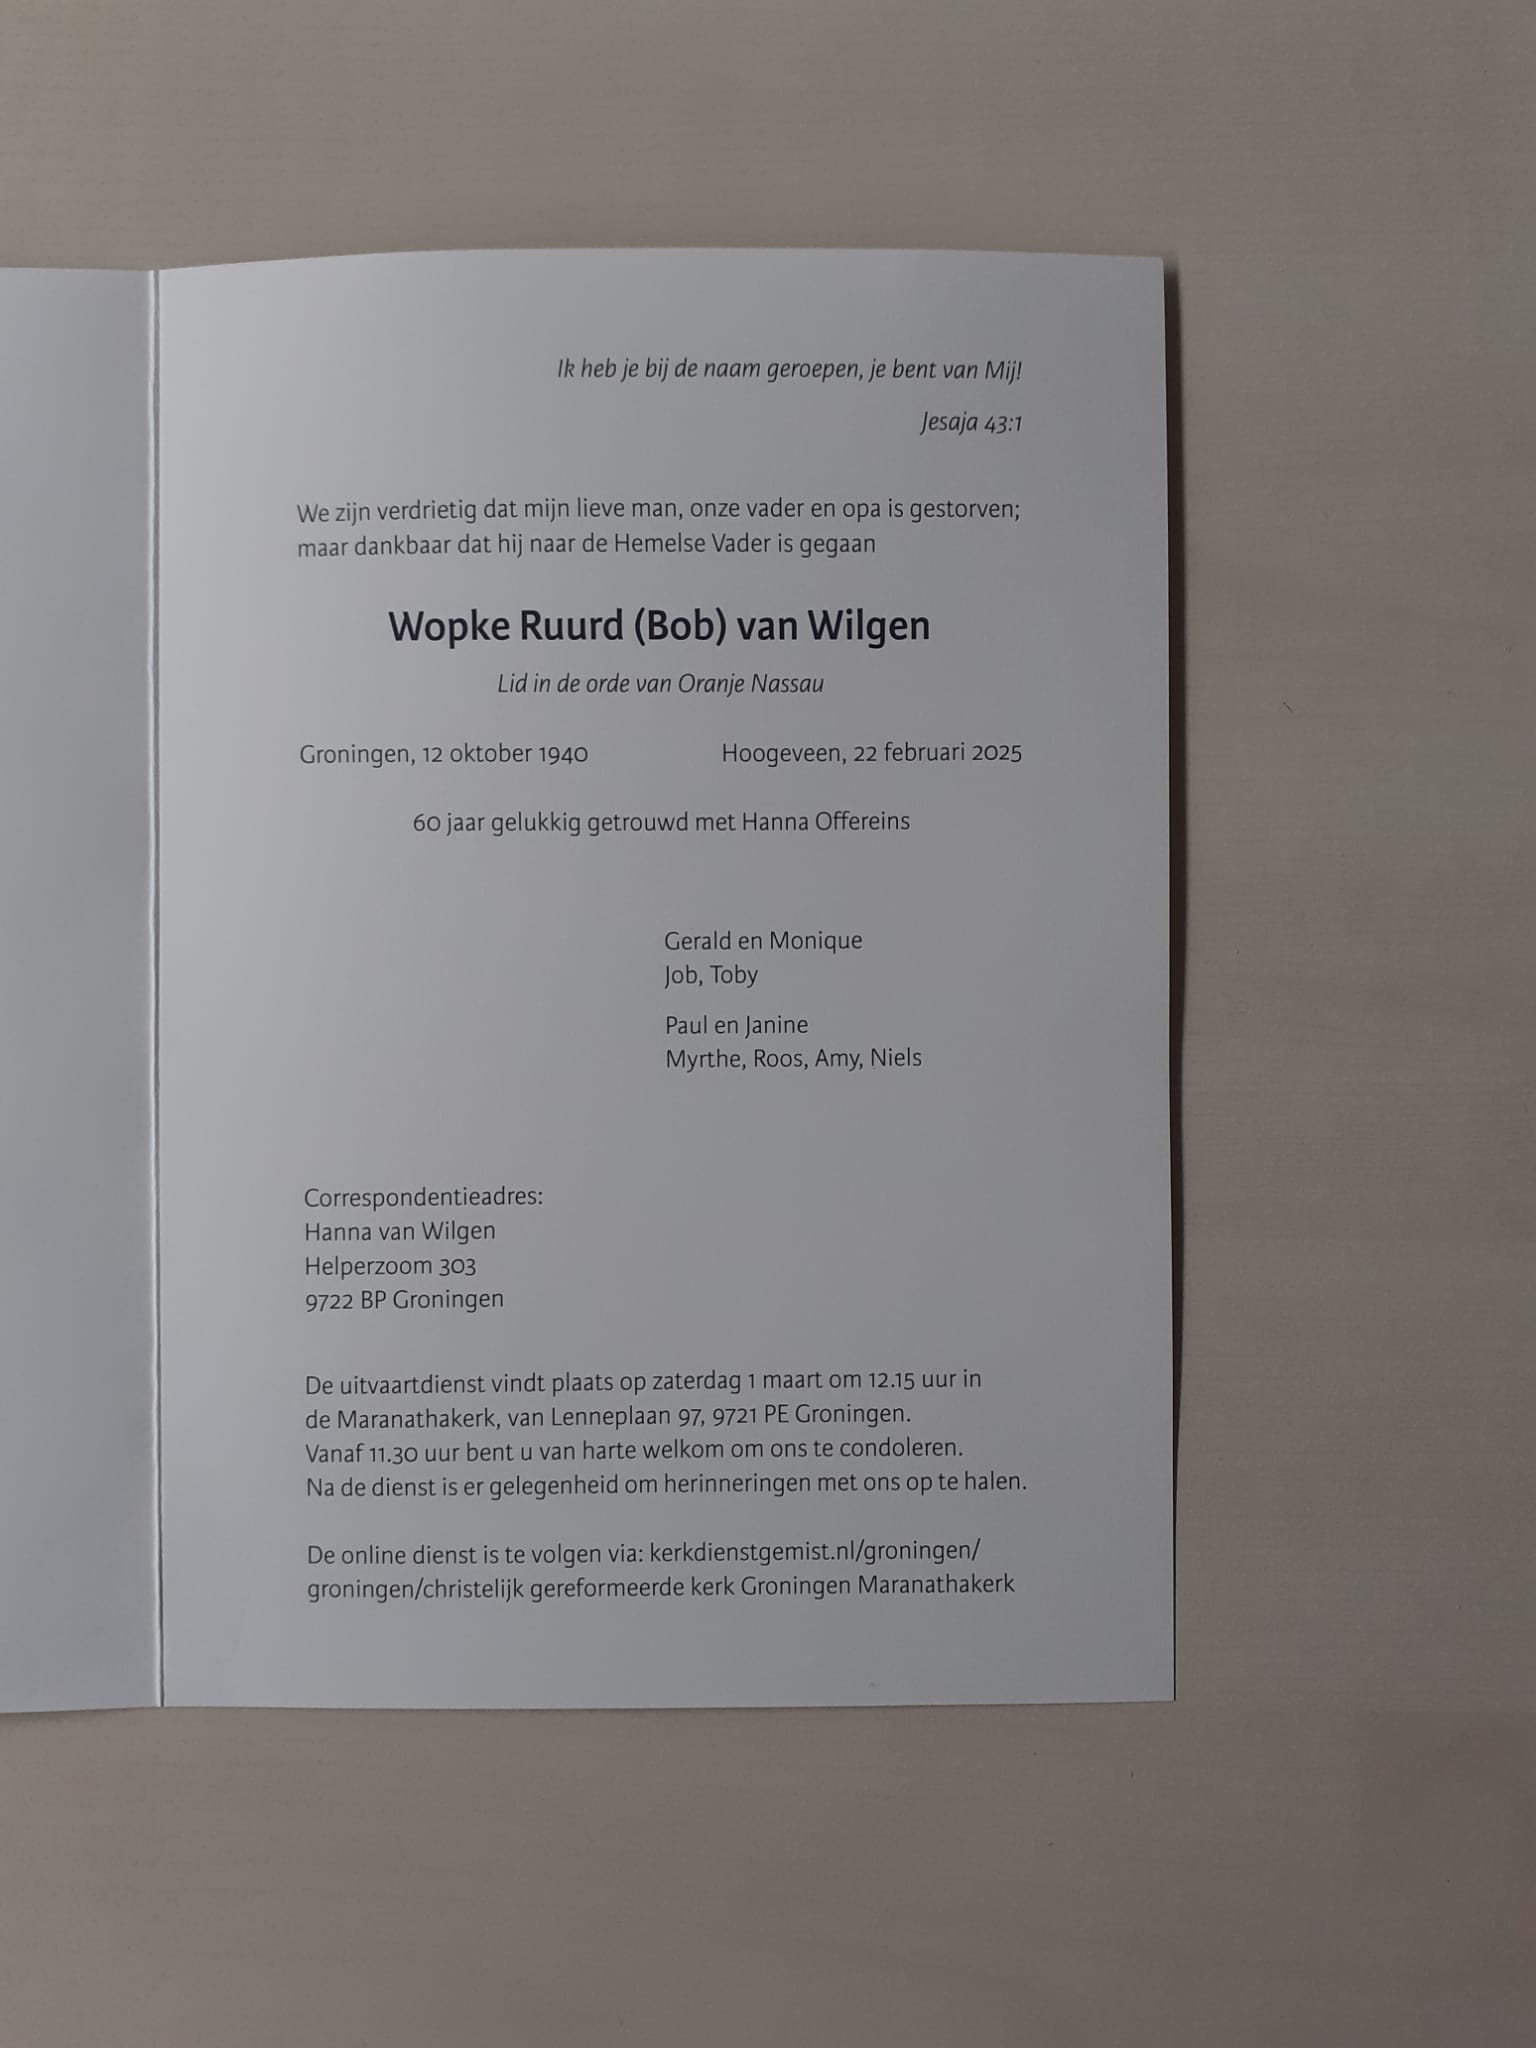 Ik heb je bij de naam geroepen, je bent van Mij!
Jesaja 43:1
We zijn verdrietig dat mijn lieve man, onze vader en opa is gestorven;
maar dankbaar dat hij naar de Hemelse Vader is gegaan
Wopke Ruurd (Bob) van Wilgen
Lid in de orde van Oranje Nassau
Groningen, 12 oktober 1940 Hoogeveen, 22 februari 2025
60 jaar gelukkig getrouwd met Hanna Offereins
Gerald en Monique
Job, Toby
Paul en Janine
Myrthe, Roos, Amy, Niels
Correspondentieadres:
Hanna van Wilgen
Helperzoom 303
9722 BP Groningen
De uitvaartdienst vindt plaats op zaterdag 1 maart om 12.15 uur in
de Maranathakerk, van Lenneplaan 97, 9721 PE Groningen.
Vanaf 11.30 uur bent u van harte welkom om ons te condoleren.
Na de dienst is er gelegenheid om herinneringen met ons op te halen.
De online dienst is te volgen via: kerkdienstgemist.nl/groningen/
groningen/christelijk gereformeerde kerk Groningen Maranathakerk